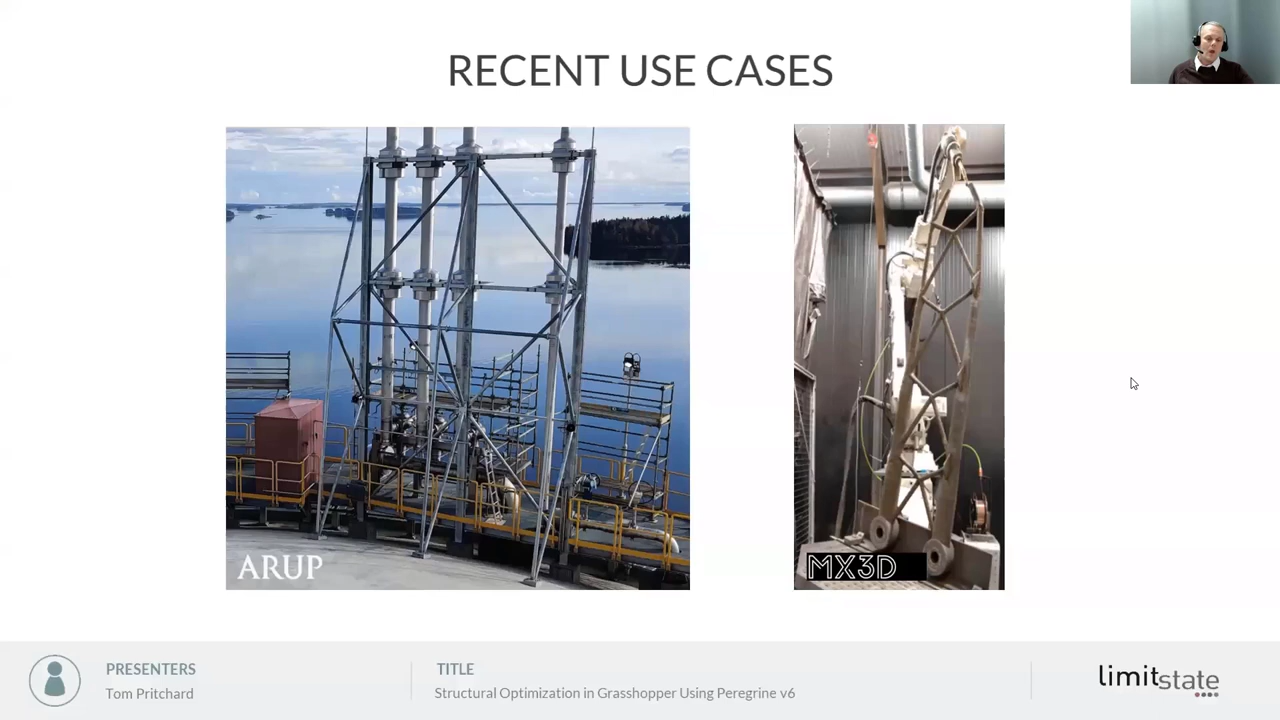 RECENT USE CASES
ARUP
MX3D
PRESENTERS
Tom Pritchard
TITLE
Structural Optimization in Grasshopper Using Peregrine v6
limitstate